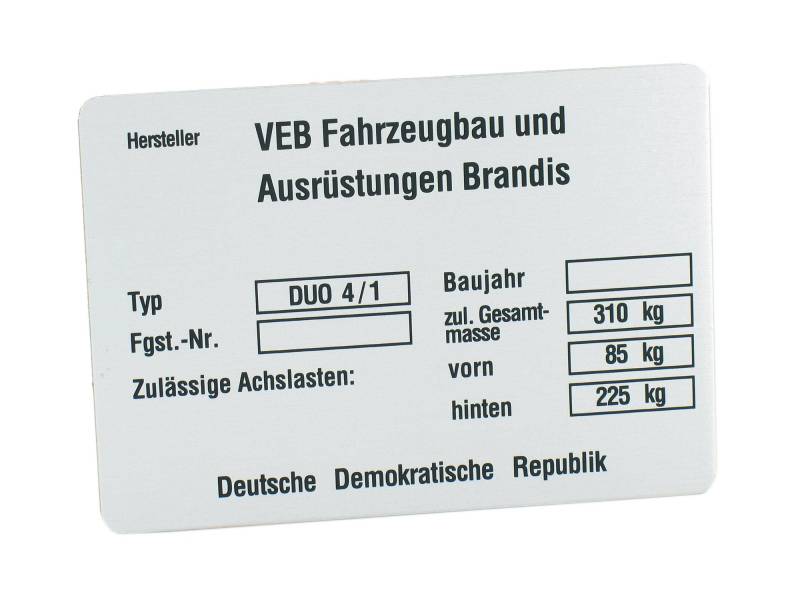 Hersteller VEB Fahrzeugbau und
Ausrüstungen Brandis
Typ DUO 4/1
Fgst.-Nr.
Zulässige Achslasten:
Baujahr
zul. Gesamt-
masse 310 kg
vorn 85 kg
hinten 225 kg
Deutsche Demokratische Republik